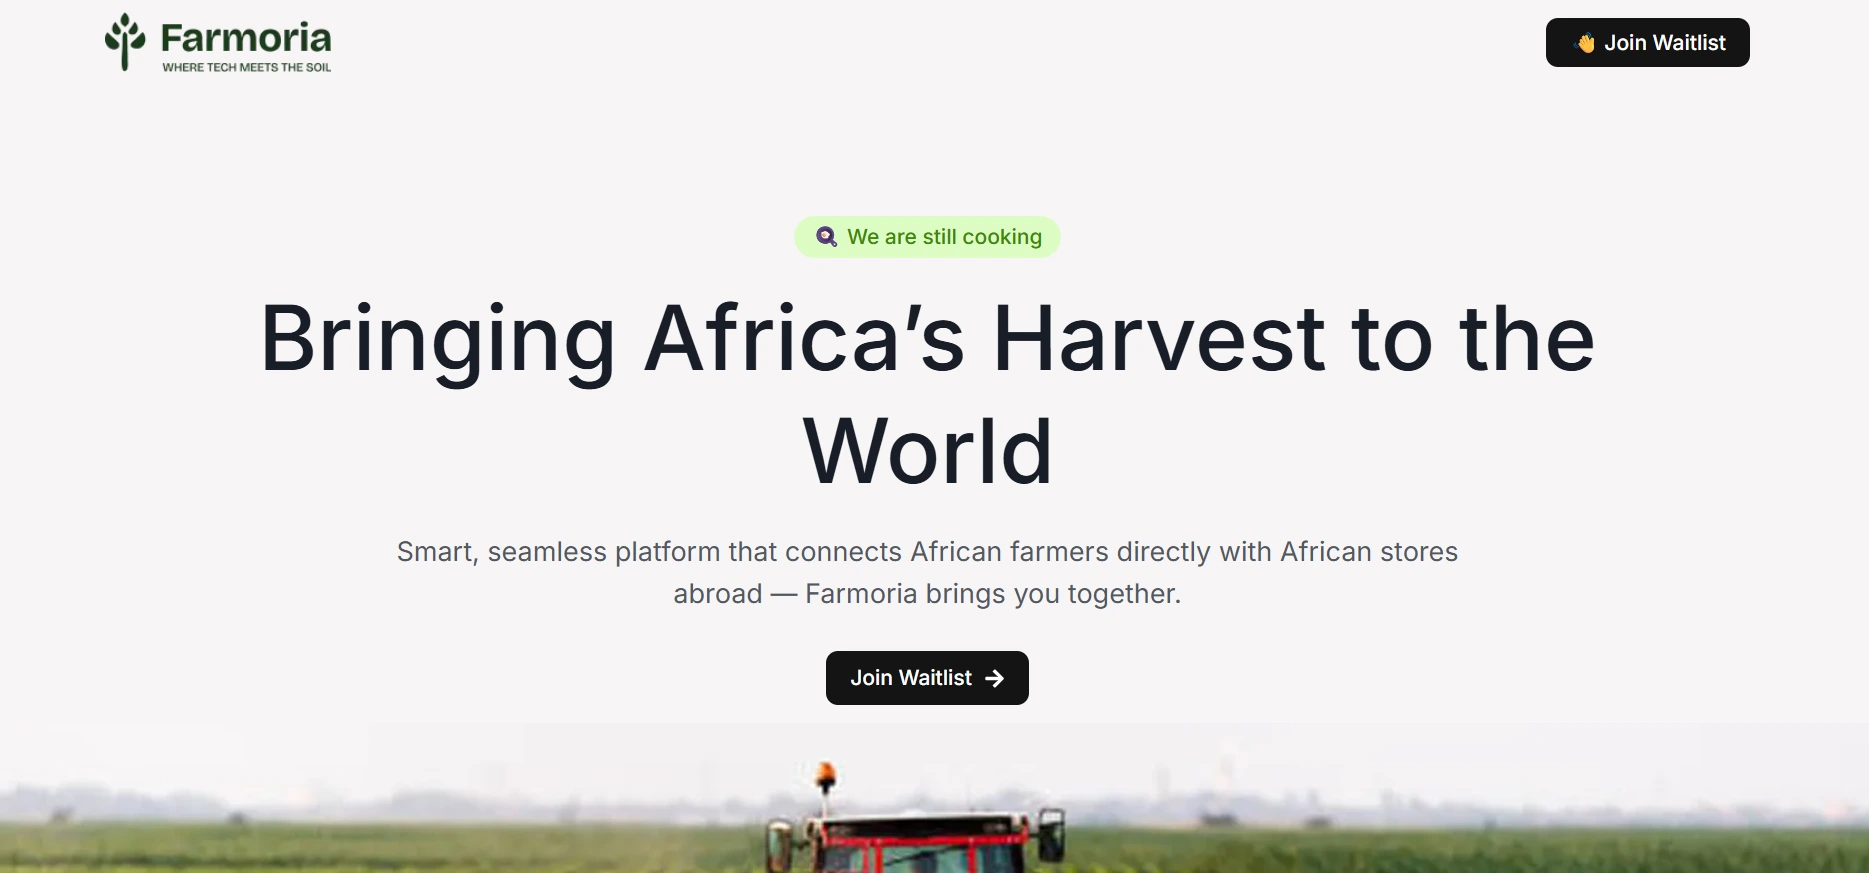 Farmoria
WHERE TECH MEETS THE SOIL
Join Waitlist
We are still cooking
Bringing Africa’s Harvest to the
World
Smart, seamless platform that connects African farmers directly with African stores
abroad — Farmoria brings you together.
Join Waitlist